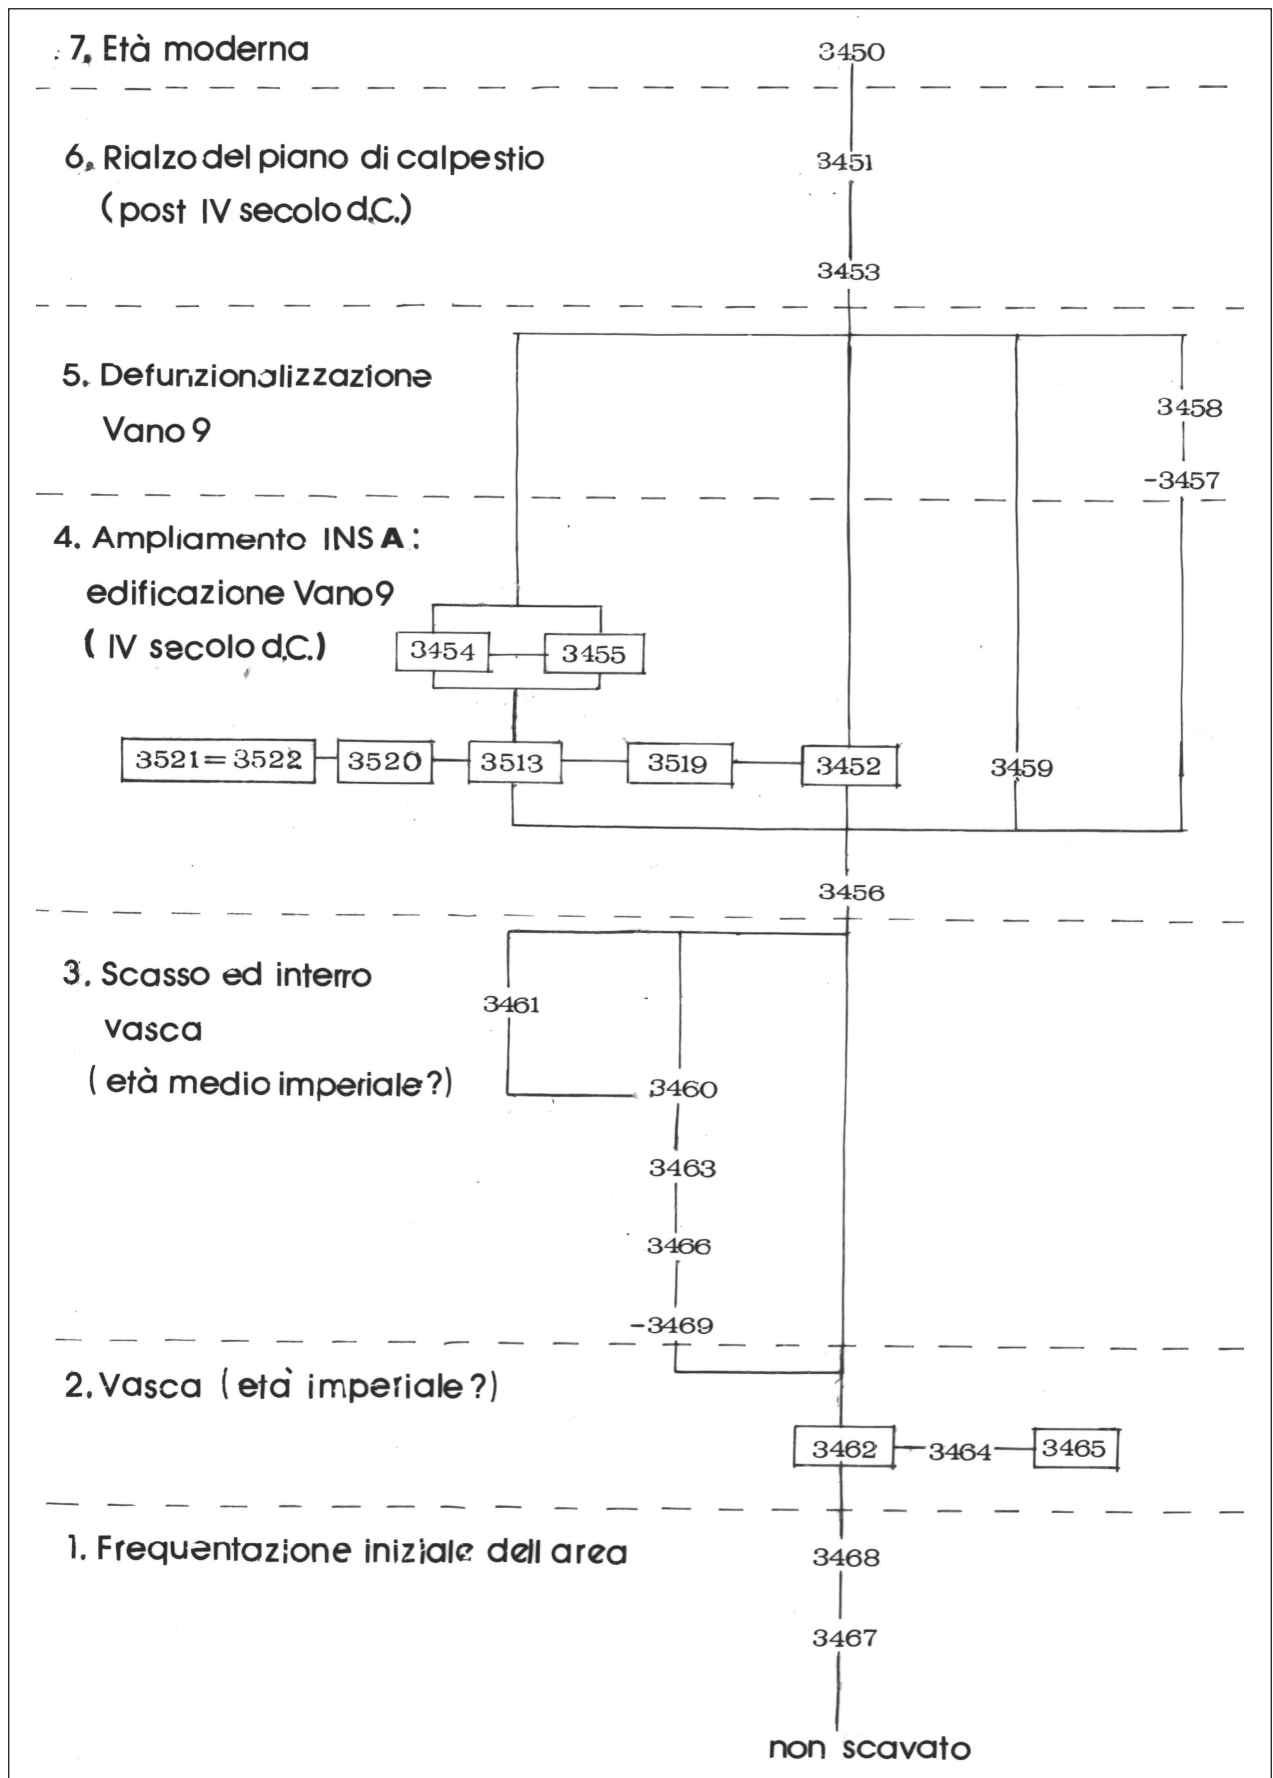 7. Età moderna
3450
6. Rialzo del piano di calpestio
3451
(post IV secolo d.C.)
3453
5. Defunzionalizzazione
3458
Vano 9
-3457
4. Ampliamento INS A:
edificazione Vano 9
(IV secolo d.C.)
3454
3455
3521=3522
3520
3513
3519
3452
3459
3456
3. Scasso ed interro
3461
vasca
(età medio imperiale?)
3460
3463
3466
-3469
2. Vasca (età imperiale?)
3462
3464
3465
1. Frequentazione iniziale dell area
3468
3467
non scavato